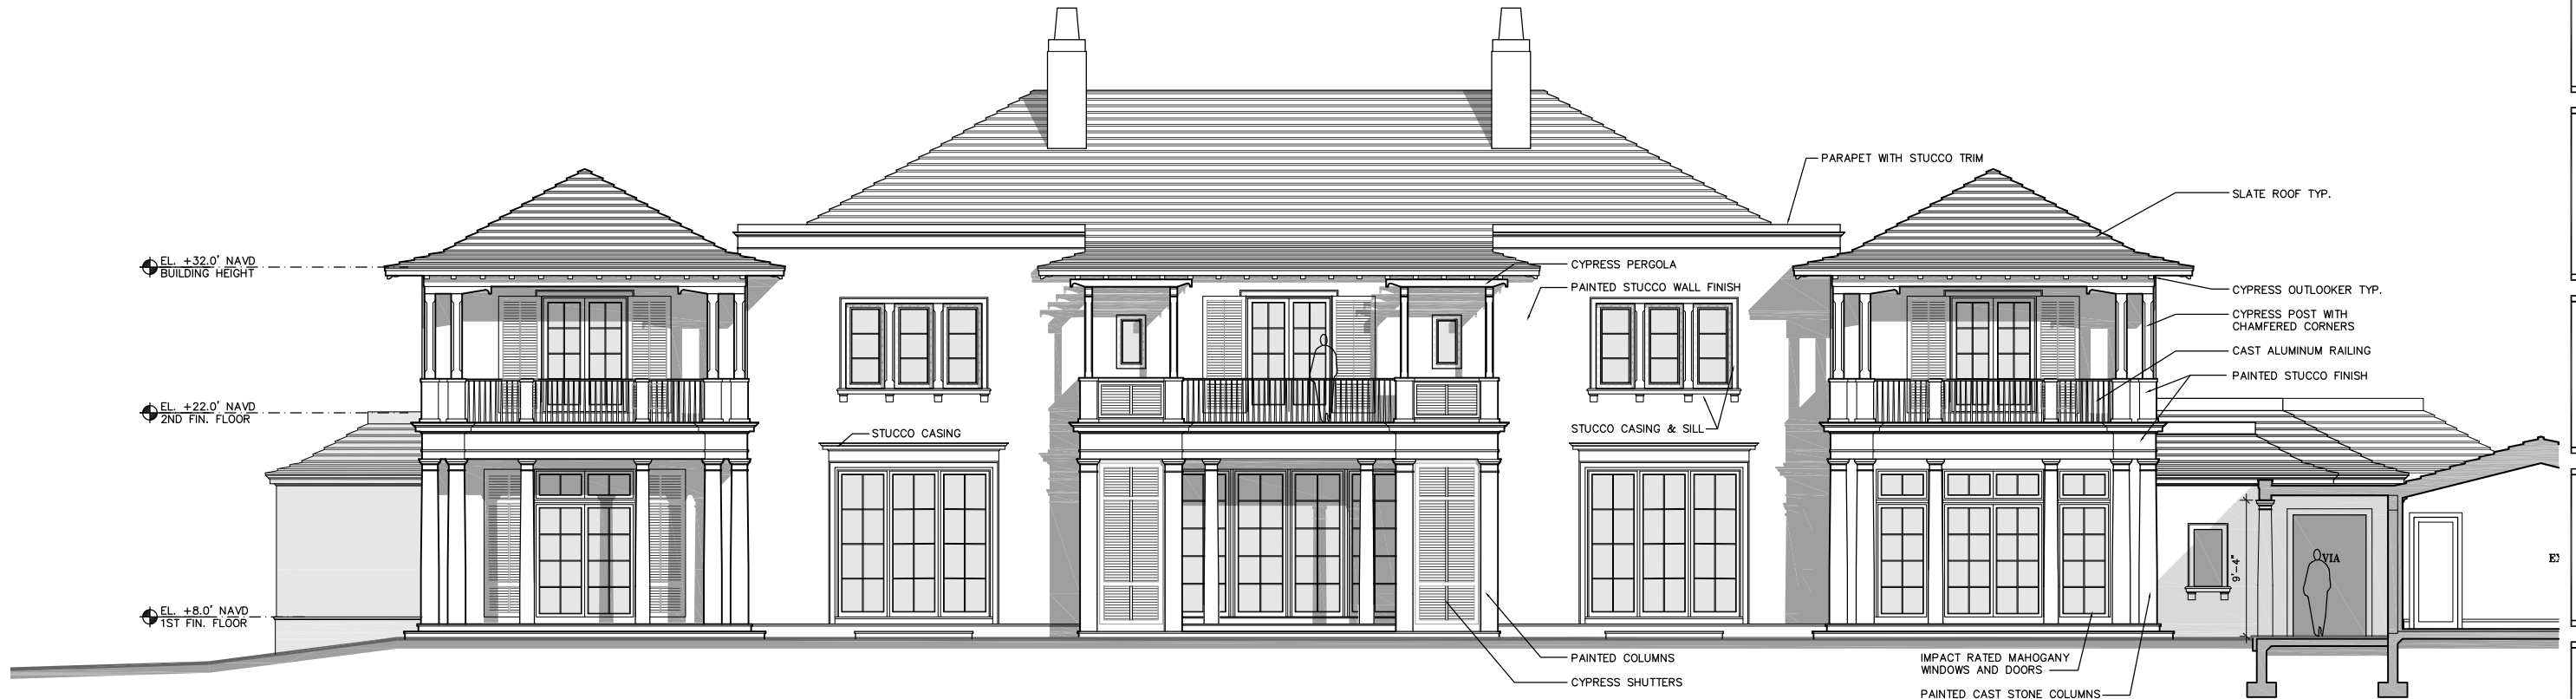 PARAPET WITH STUCCO TRIM
SLATE ROOF TYP.
EL. +32.0' NAVD
BUILDING HEIGHT
CYPRESS PERGOLA
PAINTED STUCCO WALL FINISH
CYPRESS OUTLOOKER TYP.
CYPRESS POST WITH
CHAMFERED CORNERS
CAST ALUMINUM RAILING
PAINTED STUCCO FINISH
EL. +22.0' NAVD
2ND FIN. FLOOR
STUCCO CASING
STUCCO CASING & SILL
9'-4"
VIA
EL. +8.0' NAVD
1ST FIN. FLOOR
PAINTED COLUMNS
CYPRESS SHUTTERS
IMPACT RATED MAHOGANY
WINDOWS AND DOORS
PAINTED CAST STONE COLUMNS